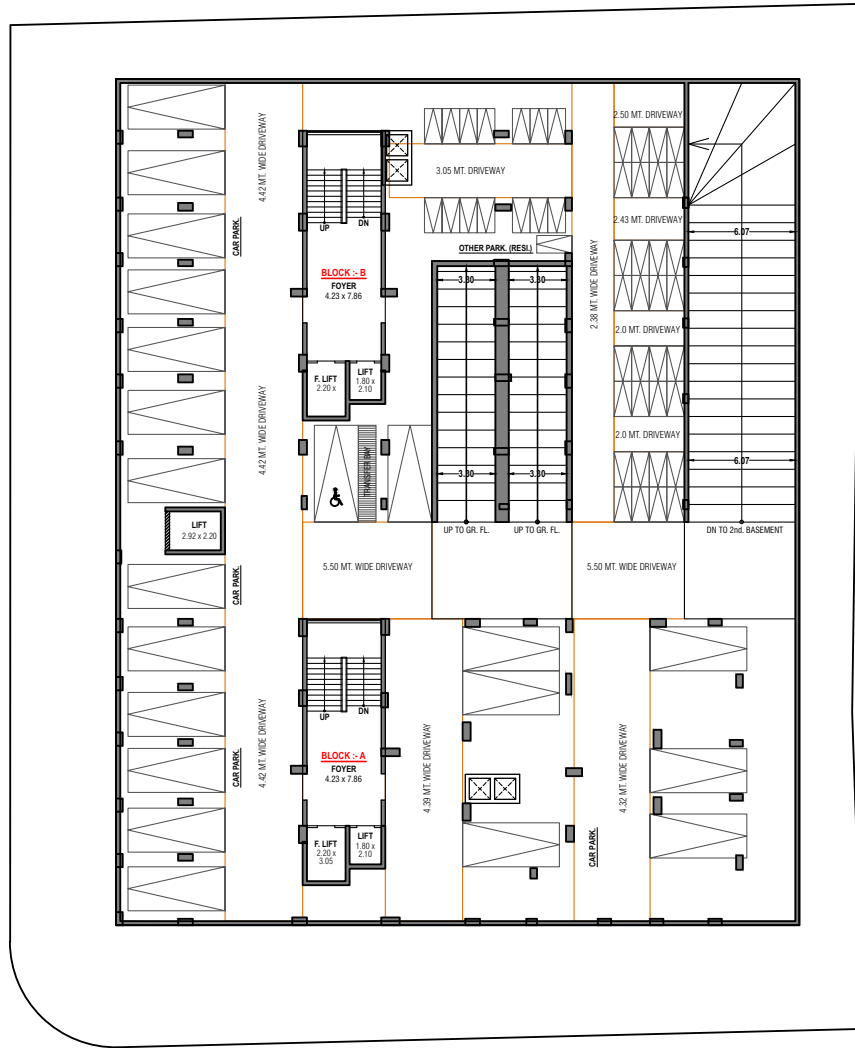 2.50 MT. DRIVEWAY
4.42 MT. WIDE DRIVEWAY
3.05 MT. DRIVEWAY
UP
DN
CAR PARK.
2.43 MT. DRIVEWAY
6.07
OTHER PARK. (RESI.)
BLOCK :- B
FOYER
4.23 x 7.86
3.30
3.30
2.38 MT. WIDE DRIVEWAY
2.0 MT. DRIVEWAY
F. LIFT
2.20 x
LIFT
1.80 x
2.10
4.42 MT. WIDE DRIVEWAY
2.0 MT. DRIVEWAY
TRANSFER BAY
3.30
3.30
6.07
LIFT
2.92 x 2.20
UP TO GR. FL.
UP TO GR. FL.
DN TO 2nd. BASEMENT
5.50 MT. WIDE DRIVEWAY
5.50 MT. WIDE DRIVEWAY
CAR PARK.
UP
DN
BLOCK :- A
FOYER
4.23 x 7.86
CAR PARK.
4.42 MT. WIDE DRIVEWAY
4.39 MT. WIDE DRIVEWAY
4.32 MT. WIDE DRIVEWAY
F. LIFT
2.20 x
3.05
LIFT
1.80 x
2.10
CAR PARK.